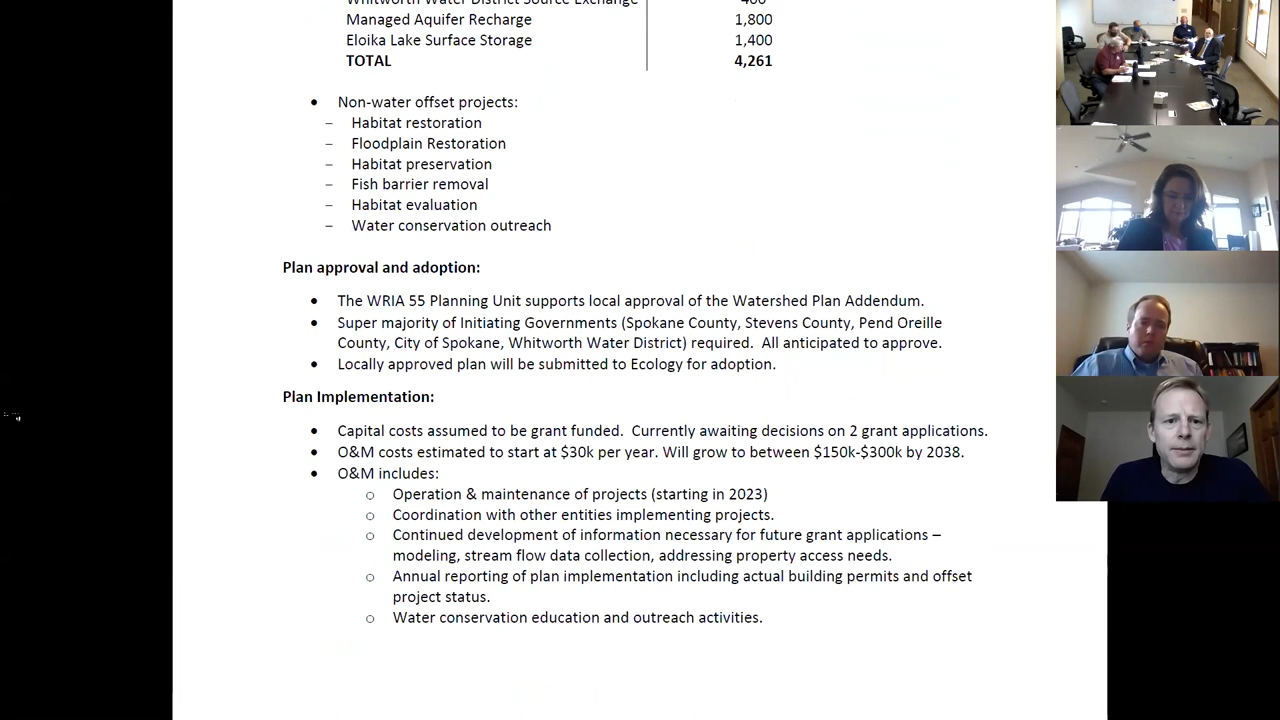 Whitworth Water District Source Exchange 400
Managed Aquifer Recharge 1,800
Eloika Lake Surface Storage 1,400
TOTAL 4,261
• Non-water offset projects:
– Habitat restoration
– Floodplain Restoration
– Habitat preservation
– Fish barrier removal
– Habitat evaluation
– Water conservation outreach
Plan approval and adoption:
• The WRIA 55 Planning Unit supports local approval of the Watershed Plan Addendum.
• Super majority of Initiating Governments (Spokane County, Stevens County, Pend Oreille
County, City of Spokane, Whitworth Water District) required.  All anticipated to approve.
• Locally approved plan will be submitted to Ecology for adoption.
Plan Implementation:
• Capital costs assumed to be grant funded.  Currently awaiting decisions on 2 grant applications.
• O&M costs estimated to start at $30k per year. Will grow to between $150k-$300k by 2038.
• O&M includes:
○ Operation & maintenance of projects (starting in 2023)
○ Coordination with other entities implementing projects.
○ Continued development of information necessary for future grant applications –
modeling, stream flow data collection, addressing property access needs.
○ Annual reporting of plan implementation including actual building permits and offset
project status.
○ Water conservation education and outreach activities.